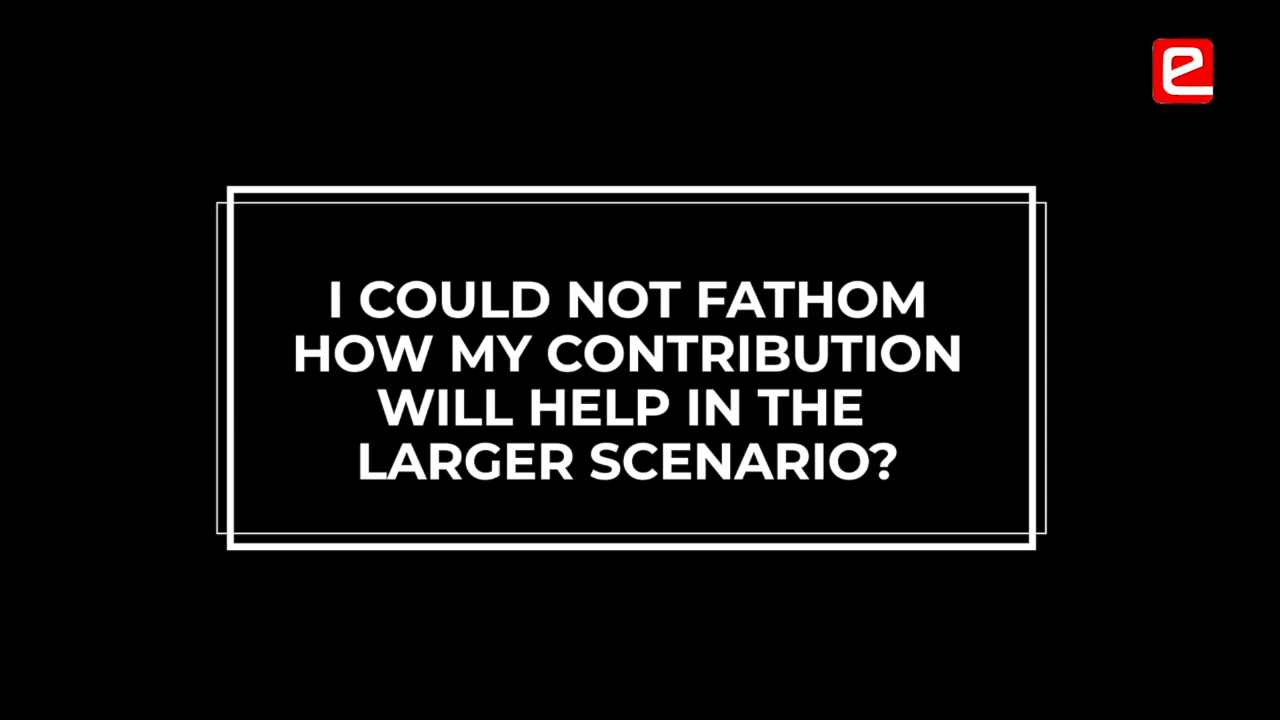 e
I COULD NOT FATHOM
HOW MY CONTRIBUTION
WILL HELP IN THE
LARGER SCENARIO?